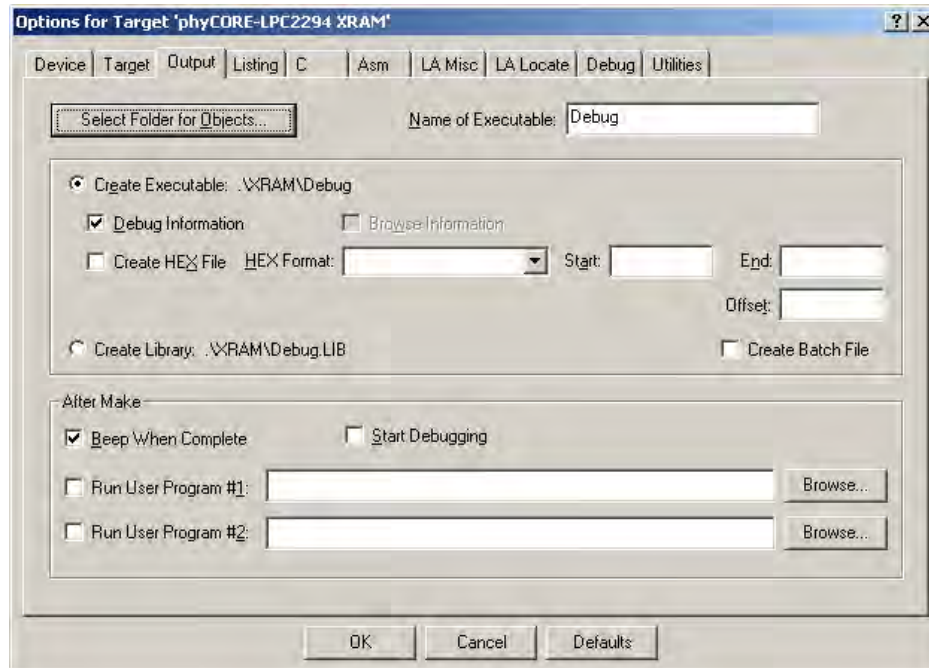 Options for Target 'phyCORE-LPC2294 XRAM'
Device Target Output Listing C Asm LA Misc LA Locate Debug Utilities
Select Folder for Objects... Name of Executable: Debug
Create Executable: .\XRAM\Debug
Debug Information Browse Information
Create HEX File HEX Format: Start: End:
Offset:
Create Library: .\XRAM\Debug.LIB Create Batch File
After Make
Beep When Complete Start Debugging
Run User Program #1: Browse...
Run User Program #2: Browse...
OK Cancel Defaults